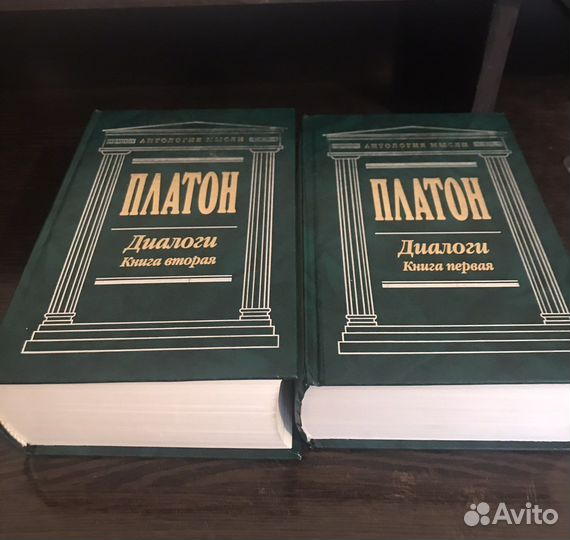 АНТОЛОГИЯ МЫСЛИ
ПЛАТОН
Диалоги
Книга вторая
АНТОЛОГИЯ МЫСЛИ
ПЛАТОН
Диалоги
Книга первая
Avito